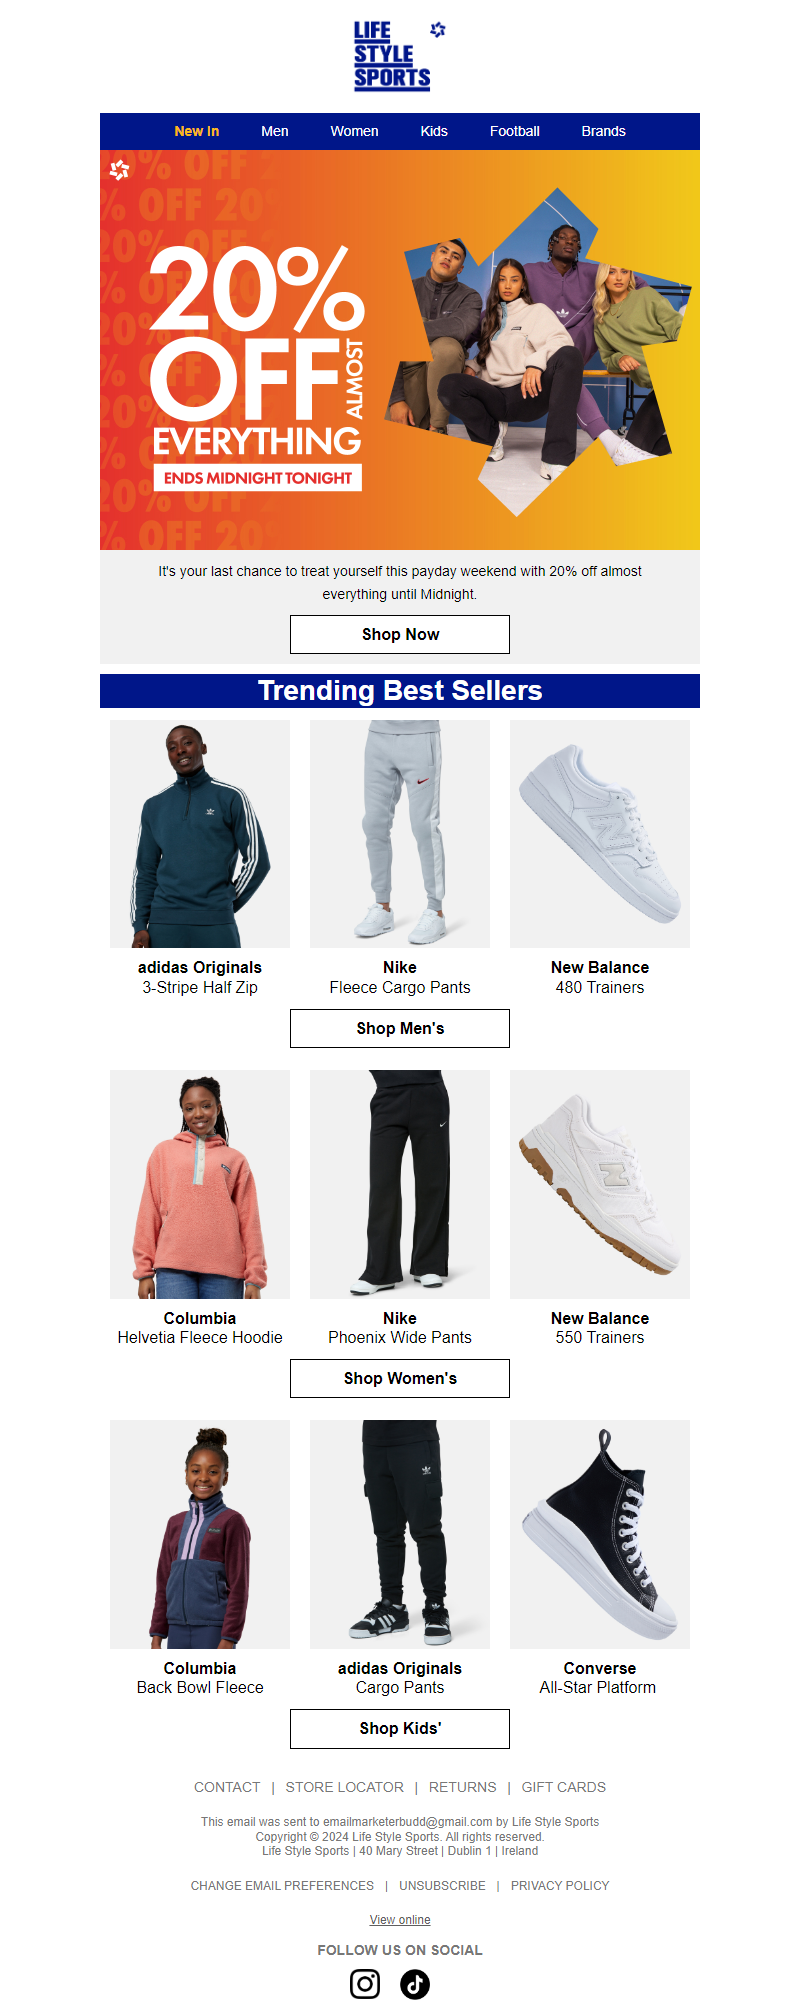 LIFE
STYLE
SPORTS
New In Men Women Kids Football Brands
20%
OFF ALMOST
EVERYTHING
ENDS MIDNIGHT TONIGHT
It's your last chance to treat yourself this payday weekend with 20% off almost
everything until Midnight.
Shop Now
Trending Best Sellers
adidas Originals Nike New Balance
3-Stripe Half Zip Fleece Cargo Pants 480 Trainers
Shop Men's
Columbia Nike New Balance
Helvetia Fleece Hoodie Phoenix Wide Pants 550 Trainers
Shop Women's
Columbia adidas Originals Converse
Back Bowl Fleece Cargo Pants All-Star Platform
Shop Kids'
CONTACT | STORE LOCATOR | RETURNS | GIFT CARDS
This email was sent to emailmarketerbudd@gmail.com by Life Style Sports
Copyright © 2024 Life Style Sports. All rights reserved.
Life Style Sports | 40 Mary Street | Dublin 1 | Ireland
CHANGE EMAIL PREFERENCES | UNSUBSCRIBE | PRIVACY POLICY
View online
FOLLOW US ON SOCIAL